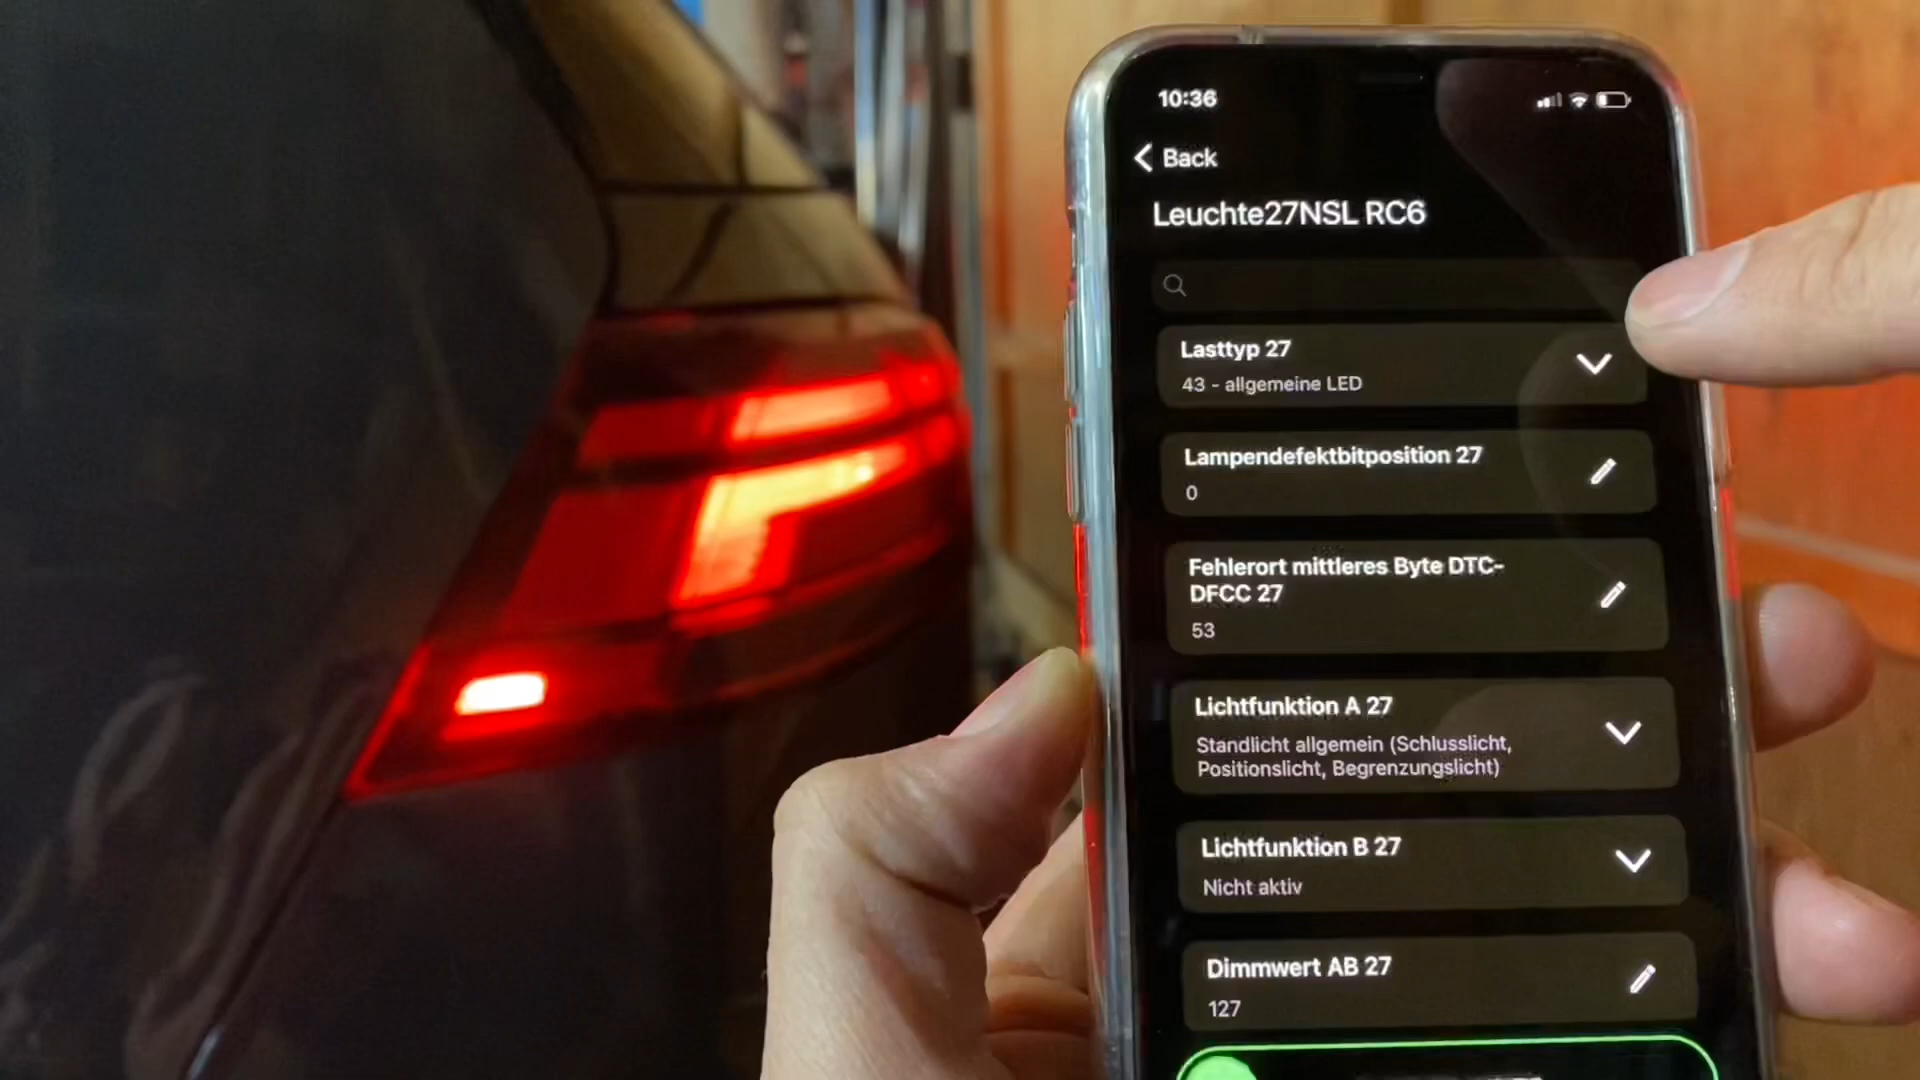 10:36
Back
Leuchte27NSL RC6
Lasttyp 27
43 - allgemeine LED
Lampendefektbitposition 27
0
Fehlerort mittleres Byte DTC-
DFCC 27
53
Lichtfunktion A 27
Standlicht allgemein (Schlusslicht,
Positionslicht, Begrenzungslicht)
Lichtfunktion B 27
Nicht aktiv
Dimmwert AB 27
127